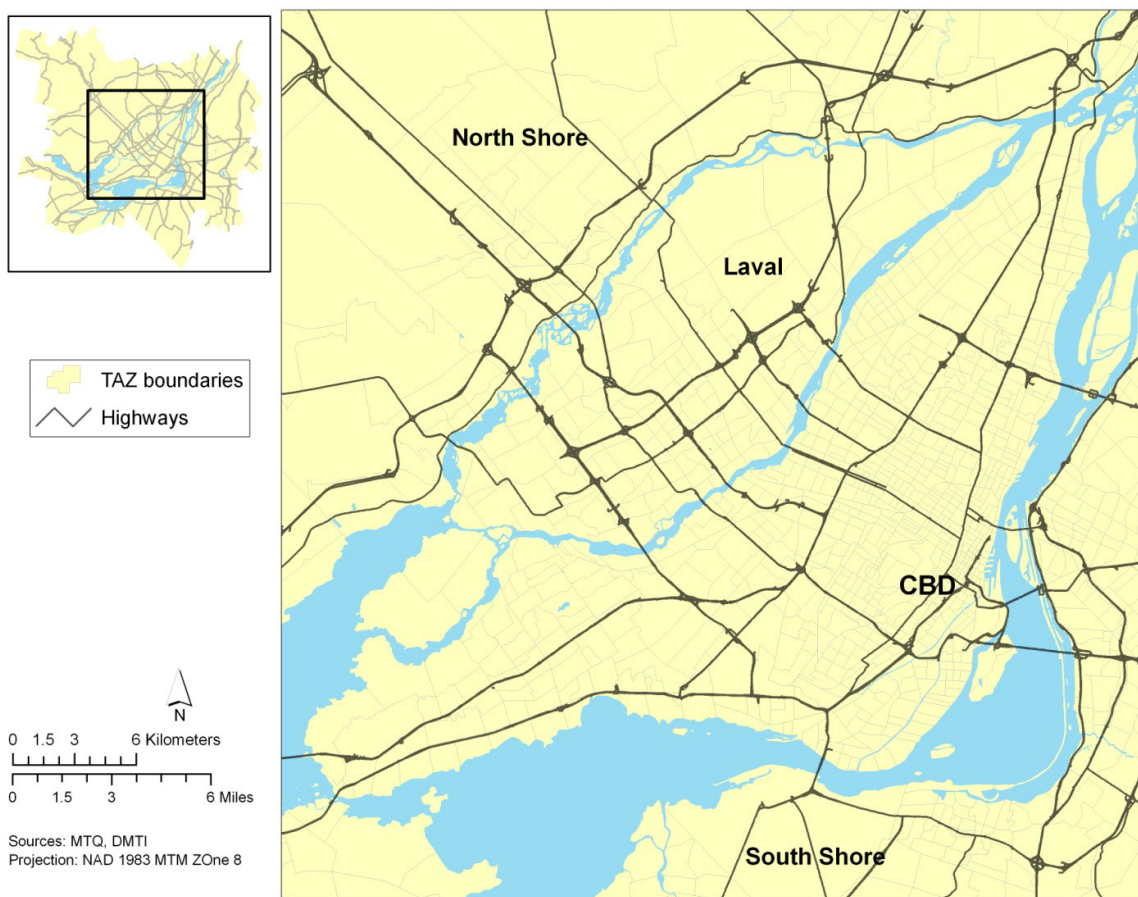 North Shore
Laval
TAZ boundaries
Highways
CBD
N
0 1.5 3 6 Kilometers
0 1.5 3 6 Miles
Sources: MTQ, DMTI
Projection: NAD 1983 MTM ZOne 8
South Shore